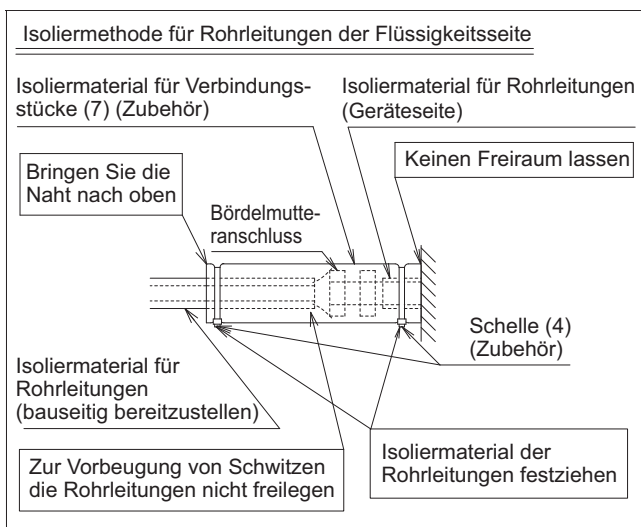 Isoliermethode für Rohrleitungen der Flüssigkeitsseite
Isoliermaterial für Verbindungs-
stücke (7) (Zubehör)
Isoliermaterial für Rohrleitungen
(Geräteseite)
Bringen Sie die
Naht nach oben
Keinen Freiraum lassen
Bördelmutte-
ranschluss
Schelle (4)
(Zubehör)
Isoliermaterial für
Rohrleitungen
(bauseitig bereitzustellen)
Zur Vorbeugung von Schwitzen
die Rohrleitungen nicht freilegen
Isoliermaterial der
Rohrleitungen festziehen